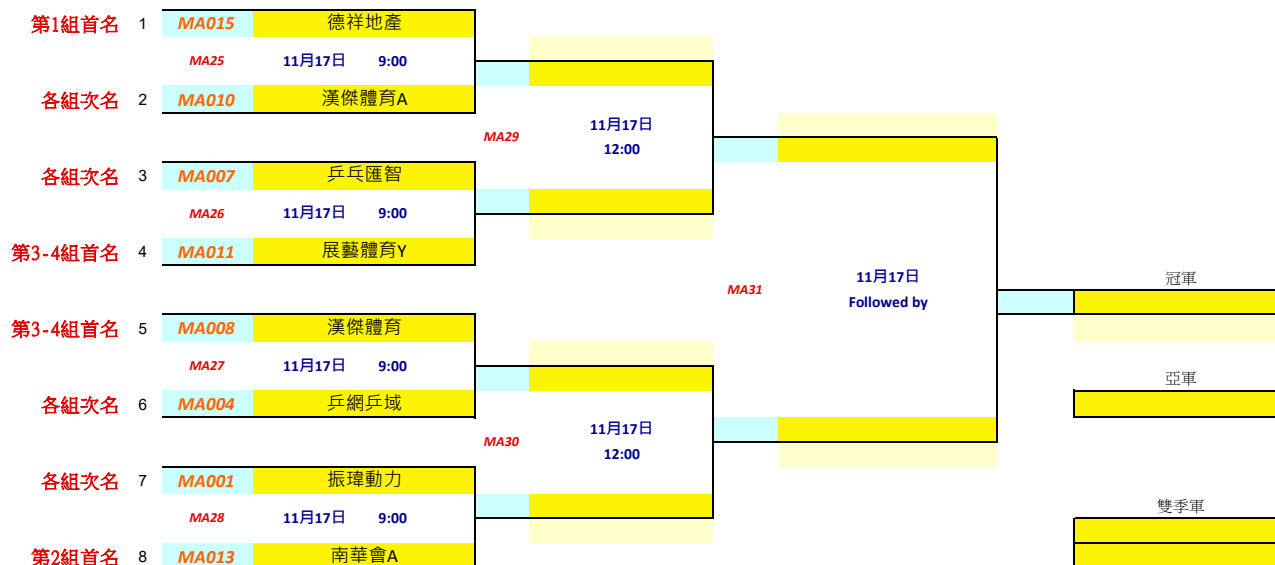 第1組首名 1 MA015 德祥地產
MA25 11月17日 9:00
各組次名 2 MA010 漢傑體育A
MA29 11月17日
12:00
各組次名 3 MA007 乒乓匯智
MA26 11月17日 9:00
第3-4組首名 4 MA011 展藝體育Y
MA31 11月17日
Followed by
冠軍
第3-4組首名 5 MA008 漢傑體育
MA27 11月17日 9:00
亞軍
各組次名 6 MA004 乒網乒域
MA30 11月17日
12:00
各組次名 7 MA001 振瑋動力
雙季軍
MA28 11月17日 9:00
第2組首名 8 MA013 南華會A